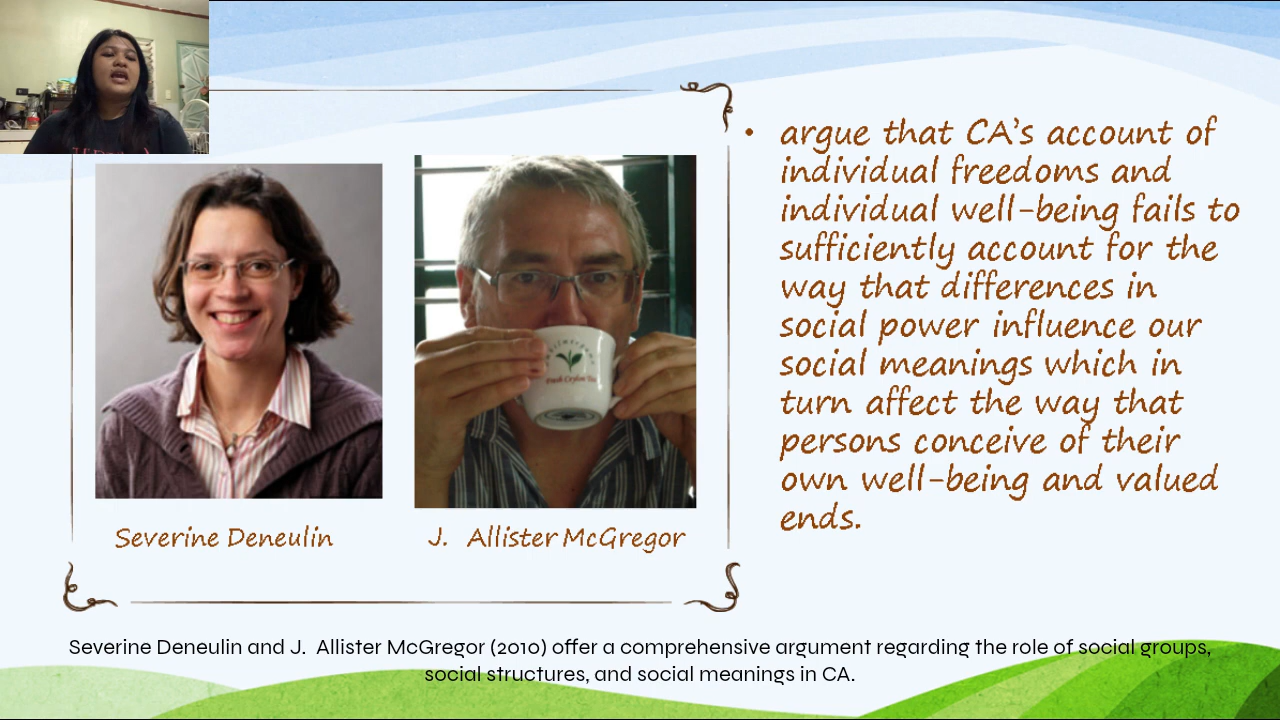 argue that CA's account of
individual freedoms and
individual well-being fails to
sufficiently account for the
way that differences in
social power influence our
social meanings which in
turn affect the way that
persons conceive of their
own well-being and valued
ends.
Severine Deneulin
J. Allister McGregor
Severine Deneulin and J. Allister McGregor (2010) offer a comprehensive argument regarding the role of social groups,
social structures, and social meanings in CA.